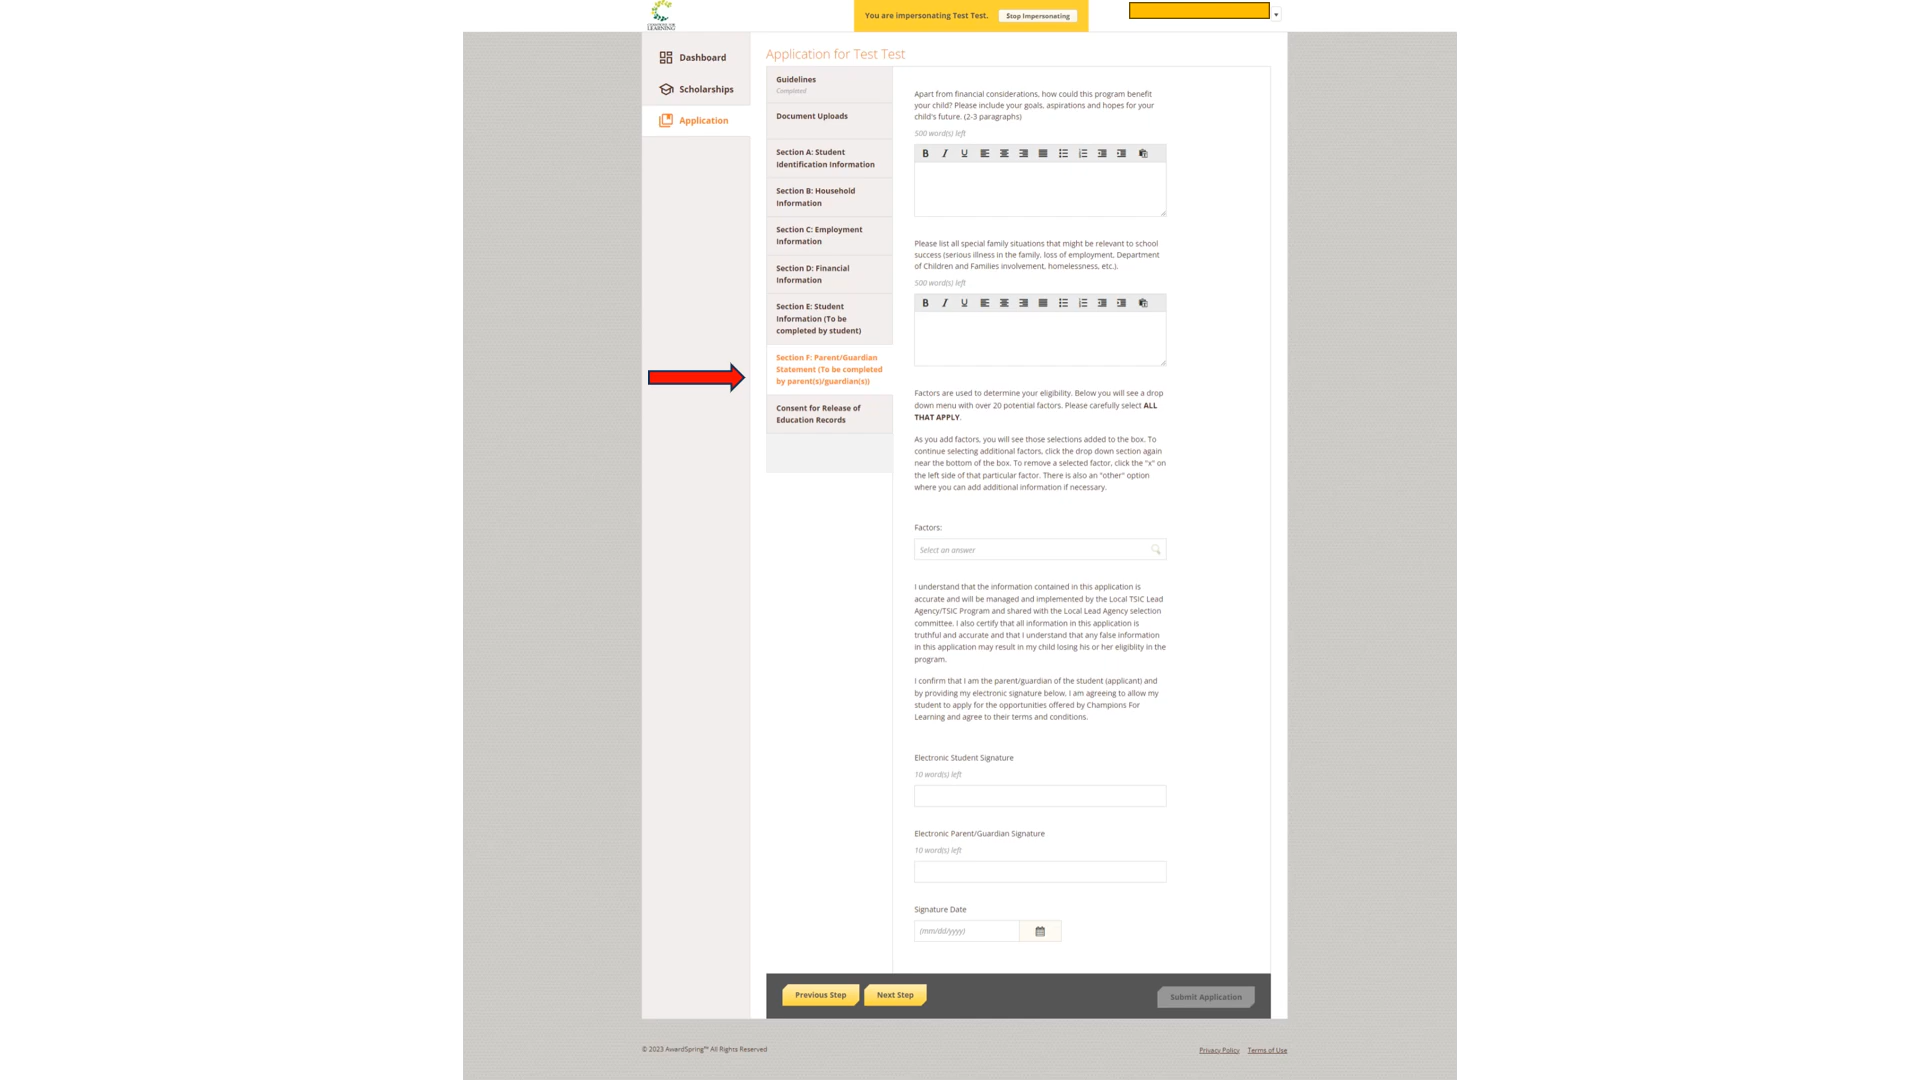 CHAMPIONS FOR
LEARNING
You are impersonating Test Test.
Stop Impersonating
Dashboard
Scholarships
Application
Application for Test Test
Guidelines
Completed
Document Uploads
Section A: Student
Identification Information
Section B: Household
Information
Section C: Employment
Information
Section D: Financial
Information
Section E: Student
Information (To be
completed by student)
Section F: Parent/Guardian
Statement (To be completed
by parent(s)/guardian(s))
Consent for Release of
Education Records
Apart from financial considerations, how could this program benefit
your child? Please include your goals, aspirations and hopes for your
child's future. (2-3 paragraphs)
500 word(s) left
B I U
Please list all special family situations that might be relevant to school
success (serious illness in the family, loss of employment, Department
of Children and Families involvement, homelessness, etc.).
500 word(s) left
B I U
Factors are used to determine your eligibility. Below you will see a drop
down menu with over 20 potential factors. Please carefully select ALL
THAT APPLY.
As you add factors, you will see those selections added to the box. To
continue selecting additional factors, click the drop down section again
near the bottom of the box. To remove a selected factor, click the "x" on
the left side of that particular factor. There is also an "other" option
where you can add additional information if necessary.
Factors:
Select an answer
I understand that the information contained in this application is
accurate and will be managed and implemented by the Local TSIC Lead
Agency/TSIC Program and shared with the Local Lead Agency selection
committee. I also certify that all information in this application is
truthful and accurate and that I understand that any false information
in this application may result in my child losing his or her eligiblity in the
program.
I confirm that I am the parent/guardian of the student (applicant) and
by providing my electronic signature below, I am agreeing to allow my
student to apply for the opportunities offered by Champions For
Learning and agree to their terms and conditions.
Electronic Student Signature
10 word(s) left
Electronic Parent/Guardian Signature
10 word(s) left
Signature Date
(mm/dd/yyyy)
Previous Step
Next Step
Submit Application
© 2023 AwardSpring℠ All Rights Reserved
Privacy Policy
Terms of Use